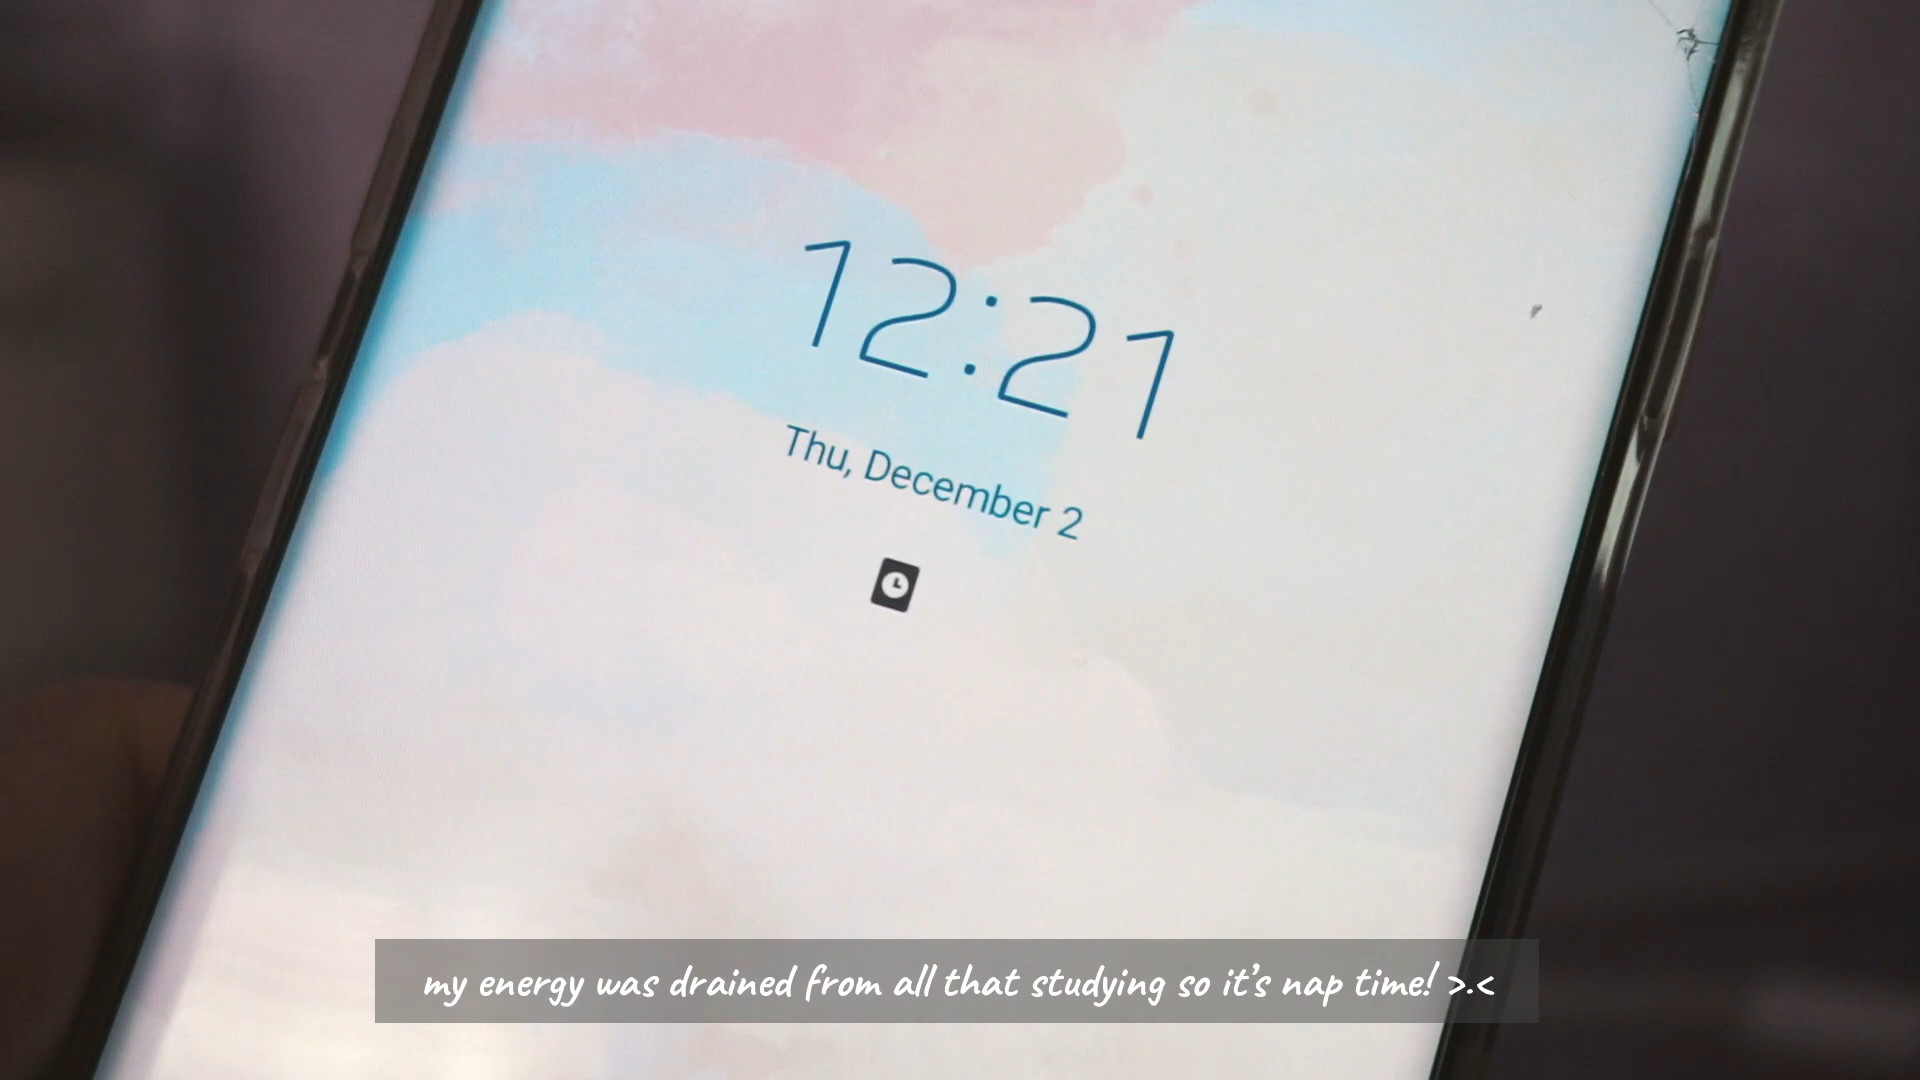 12:21
Thu, December 2
my energy was drained from all that studying so it's nap time! >.<